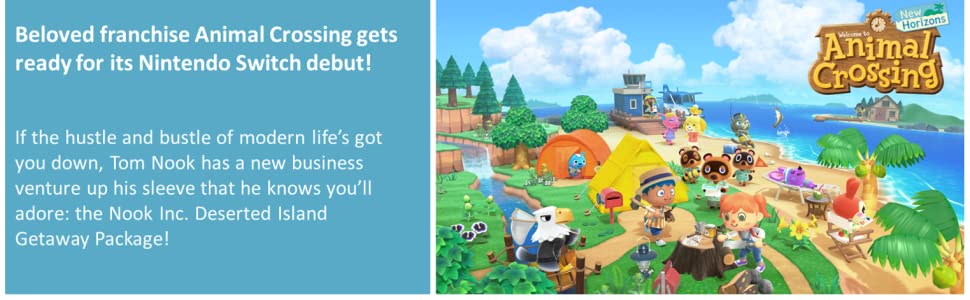 Beloved franchise Animal Crossing gets
ready for its Nintendo Switch debut!
If the hustle and bustle of modern life’s got
you down, Tom Nook has a new business
venture up his sleeve that he knows you’ll
adore: the Nook Inc. Deserted Island
Getaway Package!
New
Horizons
Welcome to
Animal
Crossing